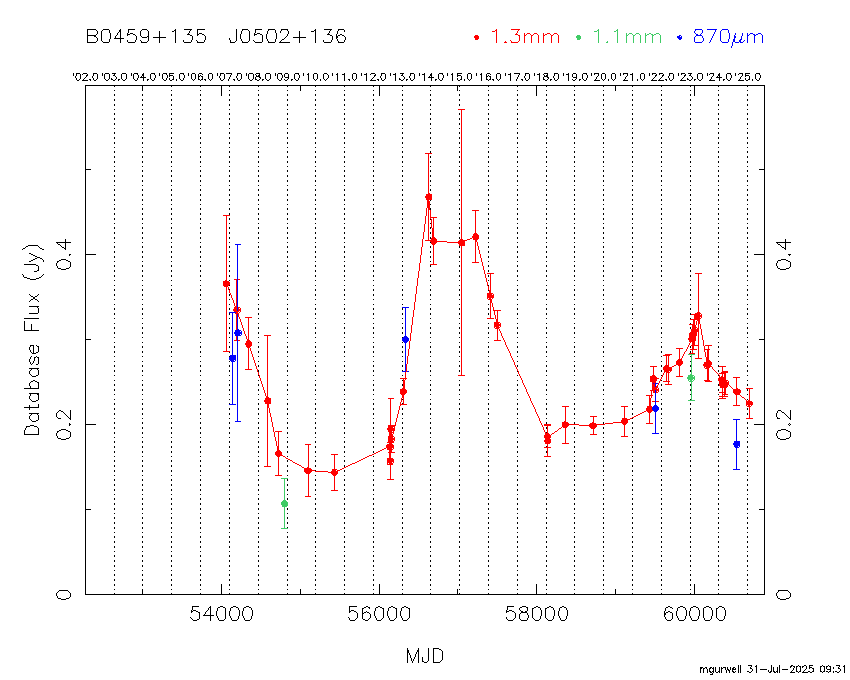 B0459+135 J0502+136 1.3mm 1.1mm 870μm
'02.0 '03.0 '04.0 '05.0 '06.0 '07.0 '08.0 '09.0 '10.0 '11.0 '12.0 '13.0 '14.0 '15.0 '16.0 '17.0 '18.0 '19.0 '20.0 '21.0 '22.0 '23.0 '24.0 '25.0
Database Flux (Jy)
0.4 0.4
0.2 0.2
0 0
54000 56000 58000 60000
MJD
mgurwell 31-Jul-2025 09:31